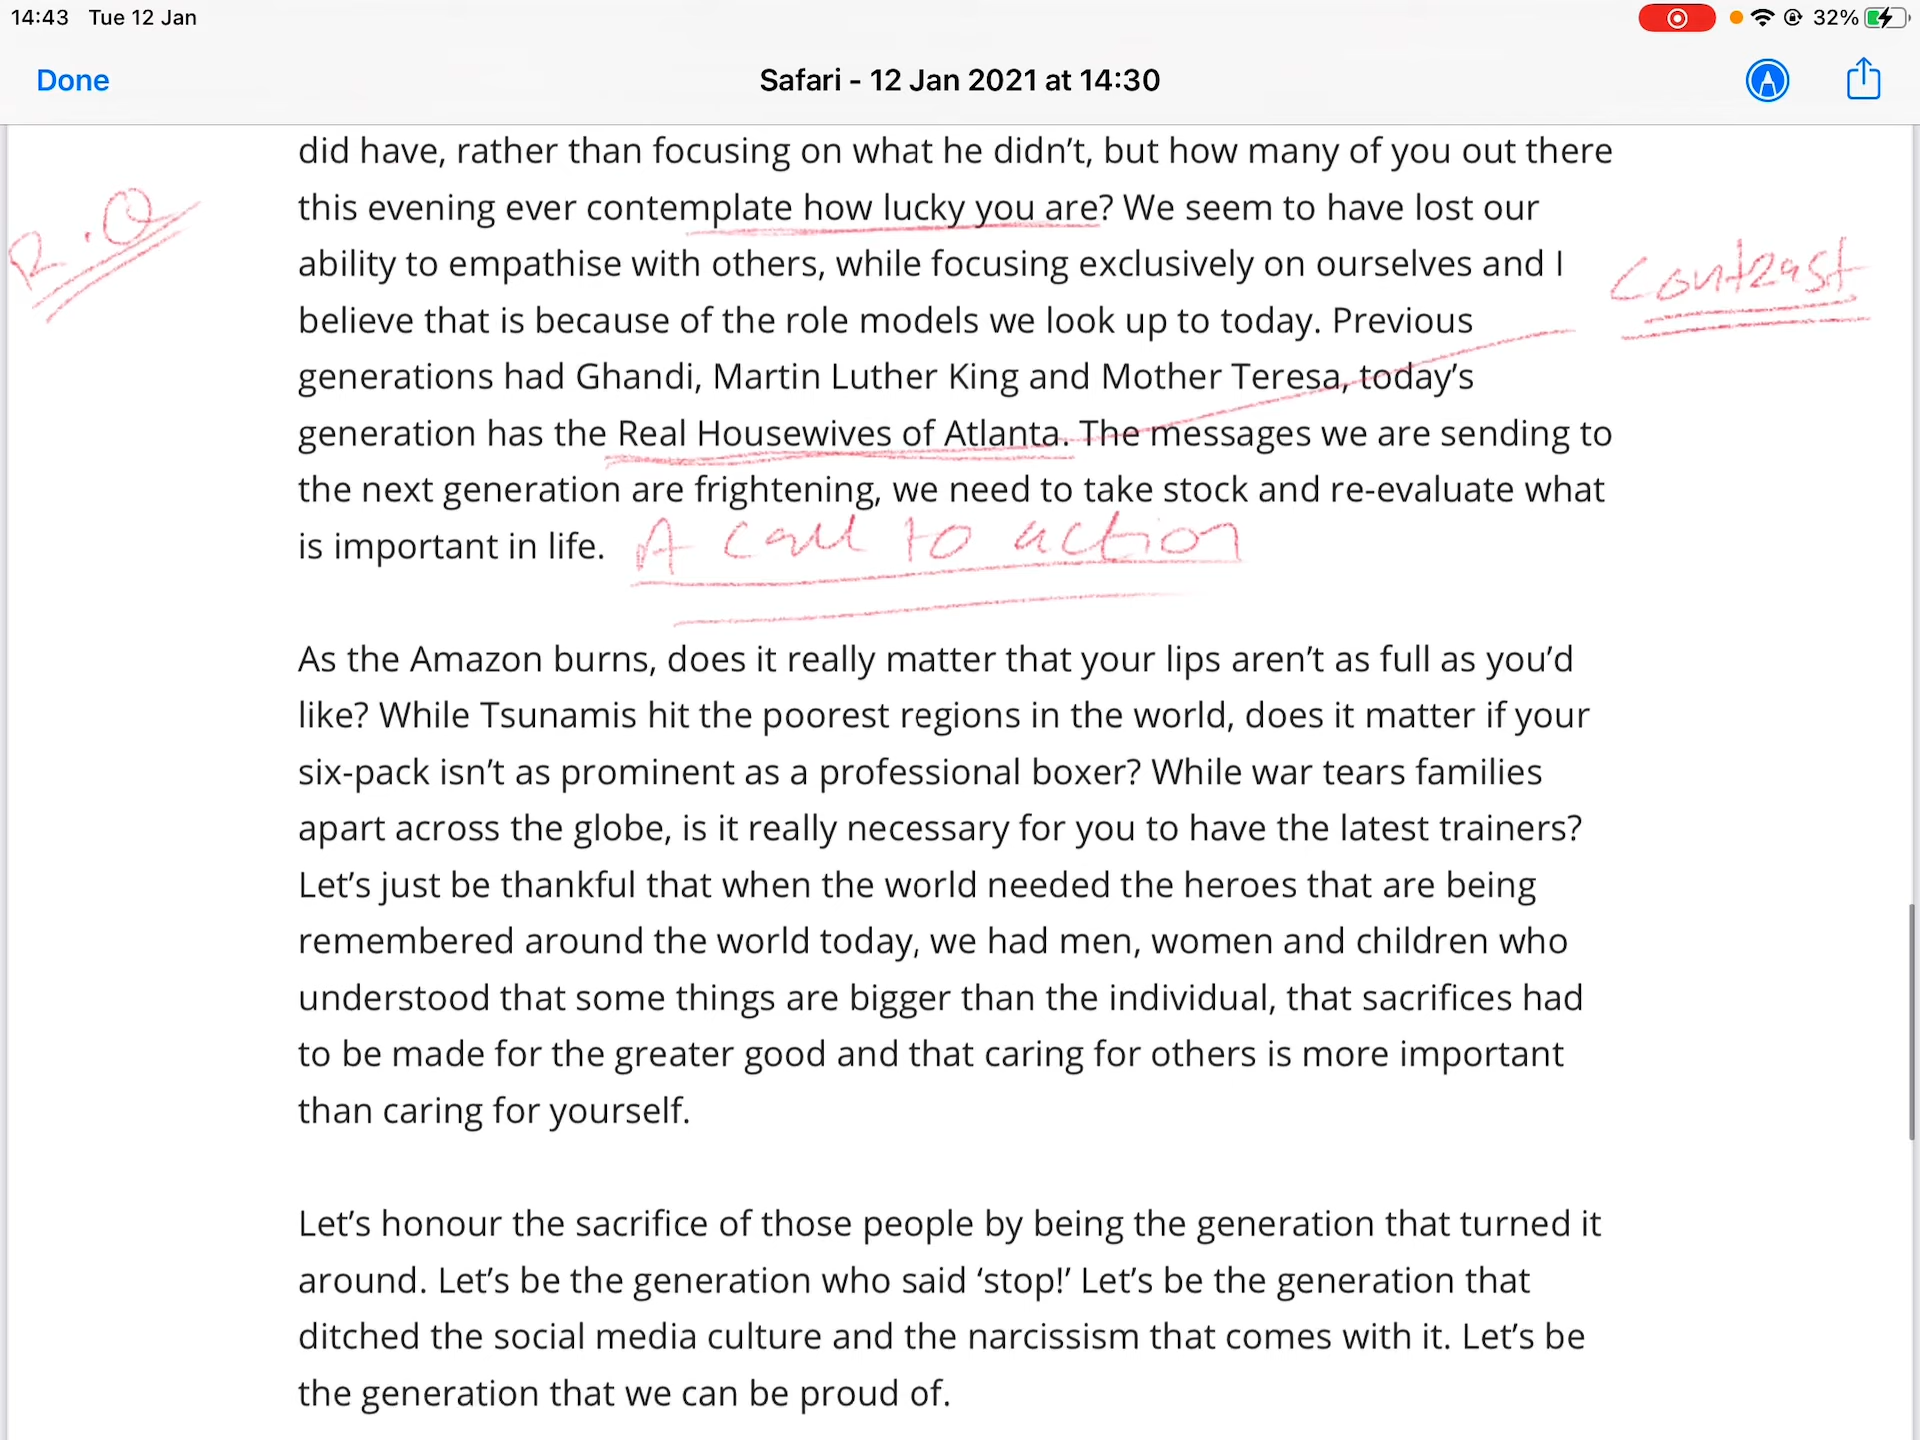 14:43 Tue 12 Jan
32%
Done
Safari - 12 Jan 2021 at 14:30
did have, rather than focusing on what he didn’t, but how many of you out there
R.Q
this evening ever contemplate how lucky you are? We seem to have lost our
ability to empathise with others, while focusing exclusively on ourselves and I
contrast
believe that is because of the role models we look up to today. Previous
generations had Ghandi, Martin Luther King and Mother Teresa, today’s
generation has the Real Housewives of Atlanta. The messages we are sending to
the next generation are frightening, we need to take stock and re-evaluate what
is important in life.
A call to action
As the Amazon burns, does it really matter that your lips aren’t as full as you’d
like? While Tsunamis hit the poorest regions in the world, does it matter if your
six-pack isn’t as prominent as a professional boxer? While war tears families
apart across the globe, is it really necessary for you to have the latest trainers?
Let’s just be thankful that when the world needed the heroes that are being
remembered around the world today, we had men, women and children who
understood that some things are bigger than the individual, that sacrifices had
to be made for the greater good and that caring for others is more important
than caring for yourself.
Let’s honour the sacrifice of those people by being the generation that turned it
around. Let’s be the generation who said ‘stop!’ Let’s be the generation that
ditched the social media culture and the narcissism that comes with it. Let’s be
the generation that we can be proud of.